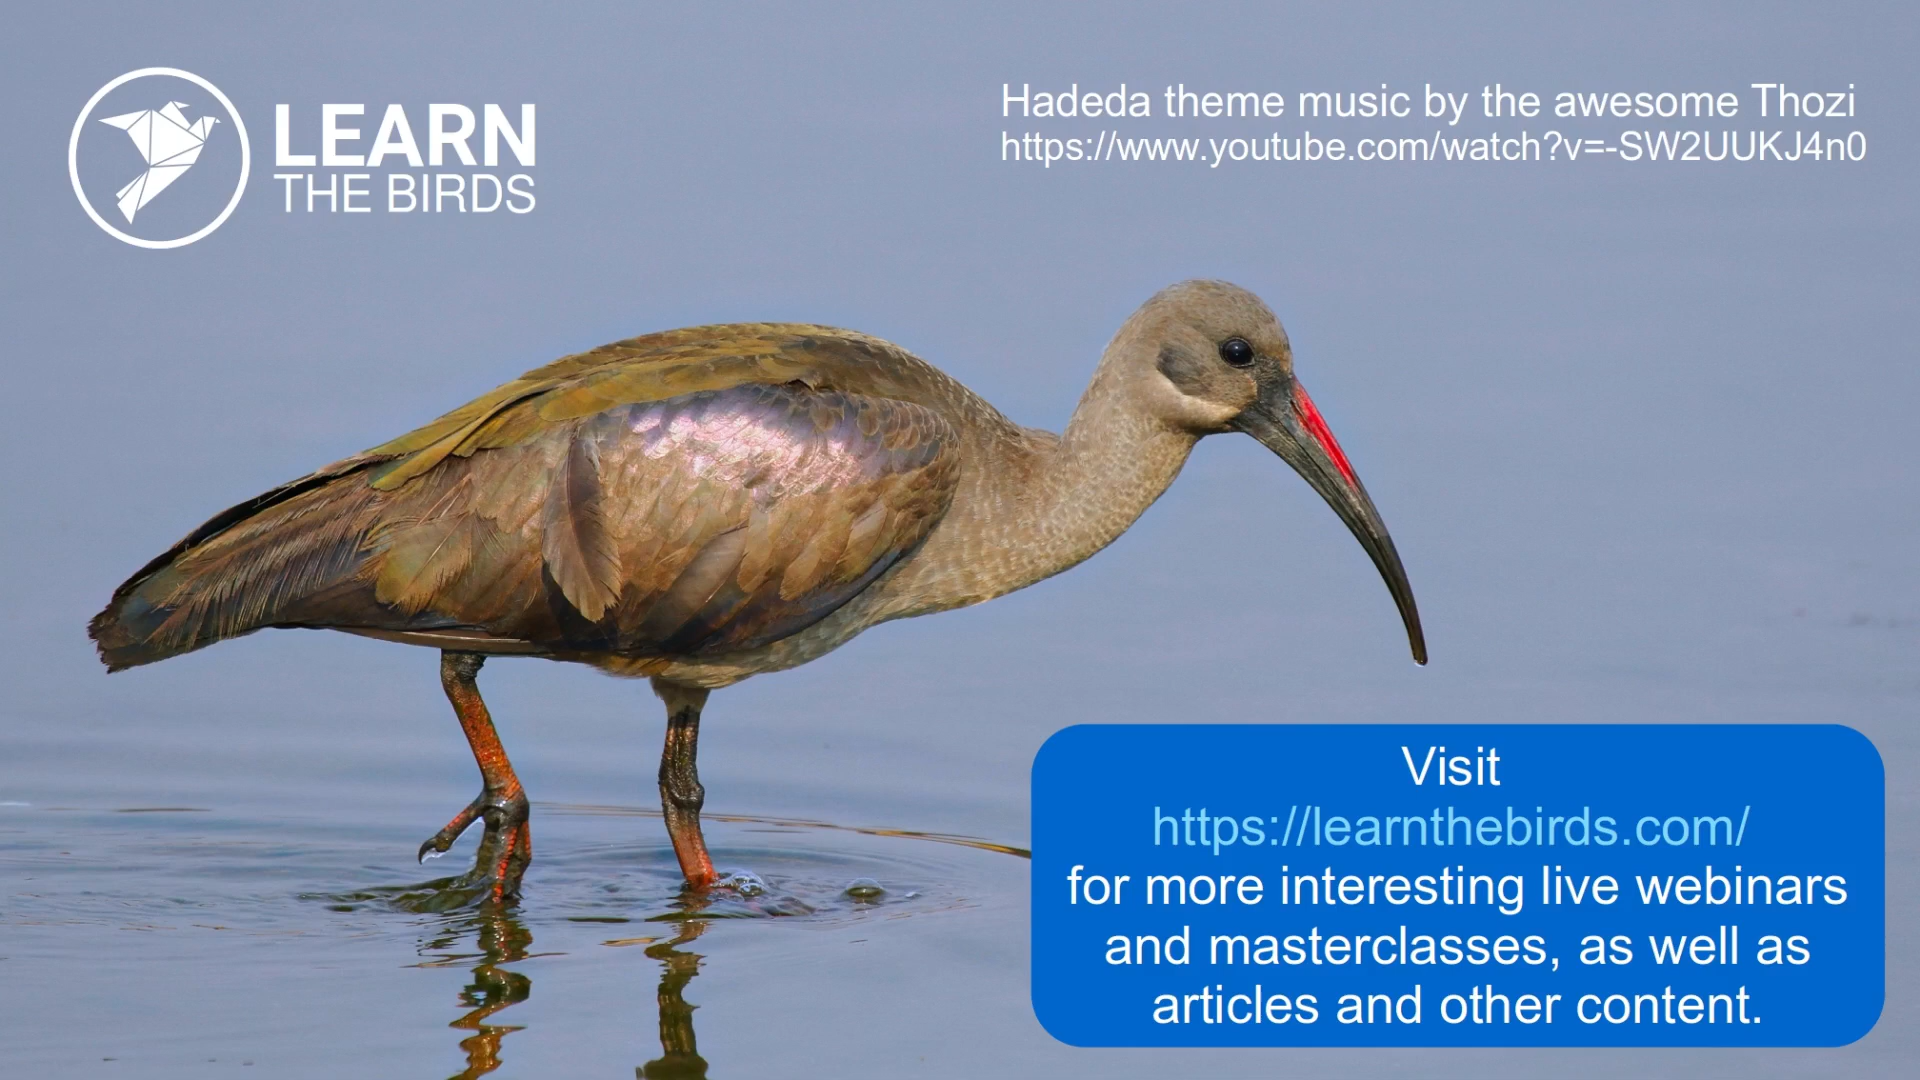 LEARN
THE BIRDS
Hadeda theme music by the awesome Thozi
https://www.youtube.com/watch?v=-SW2UUKJ4n0
Visit
https://learnthebirds.com/
for more interesting live webinars
and masterclasses, as well as
articles and other content.